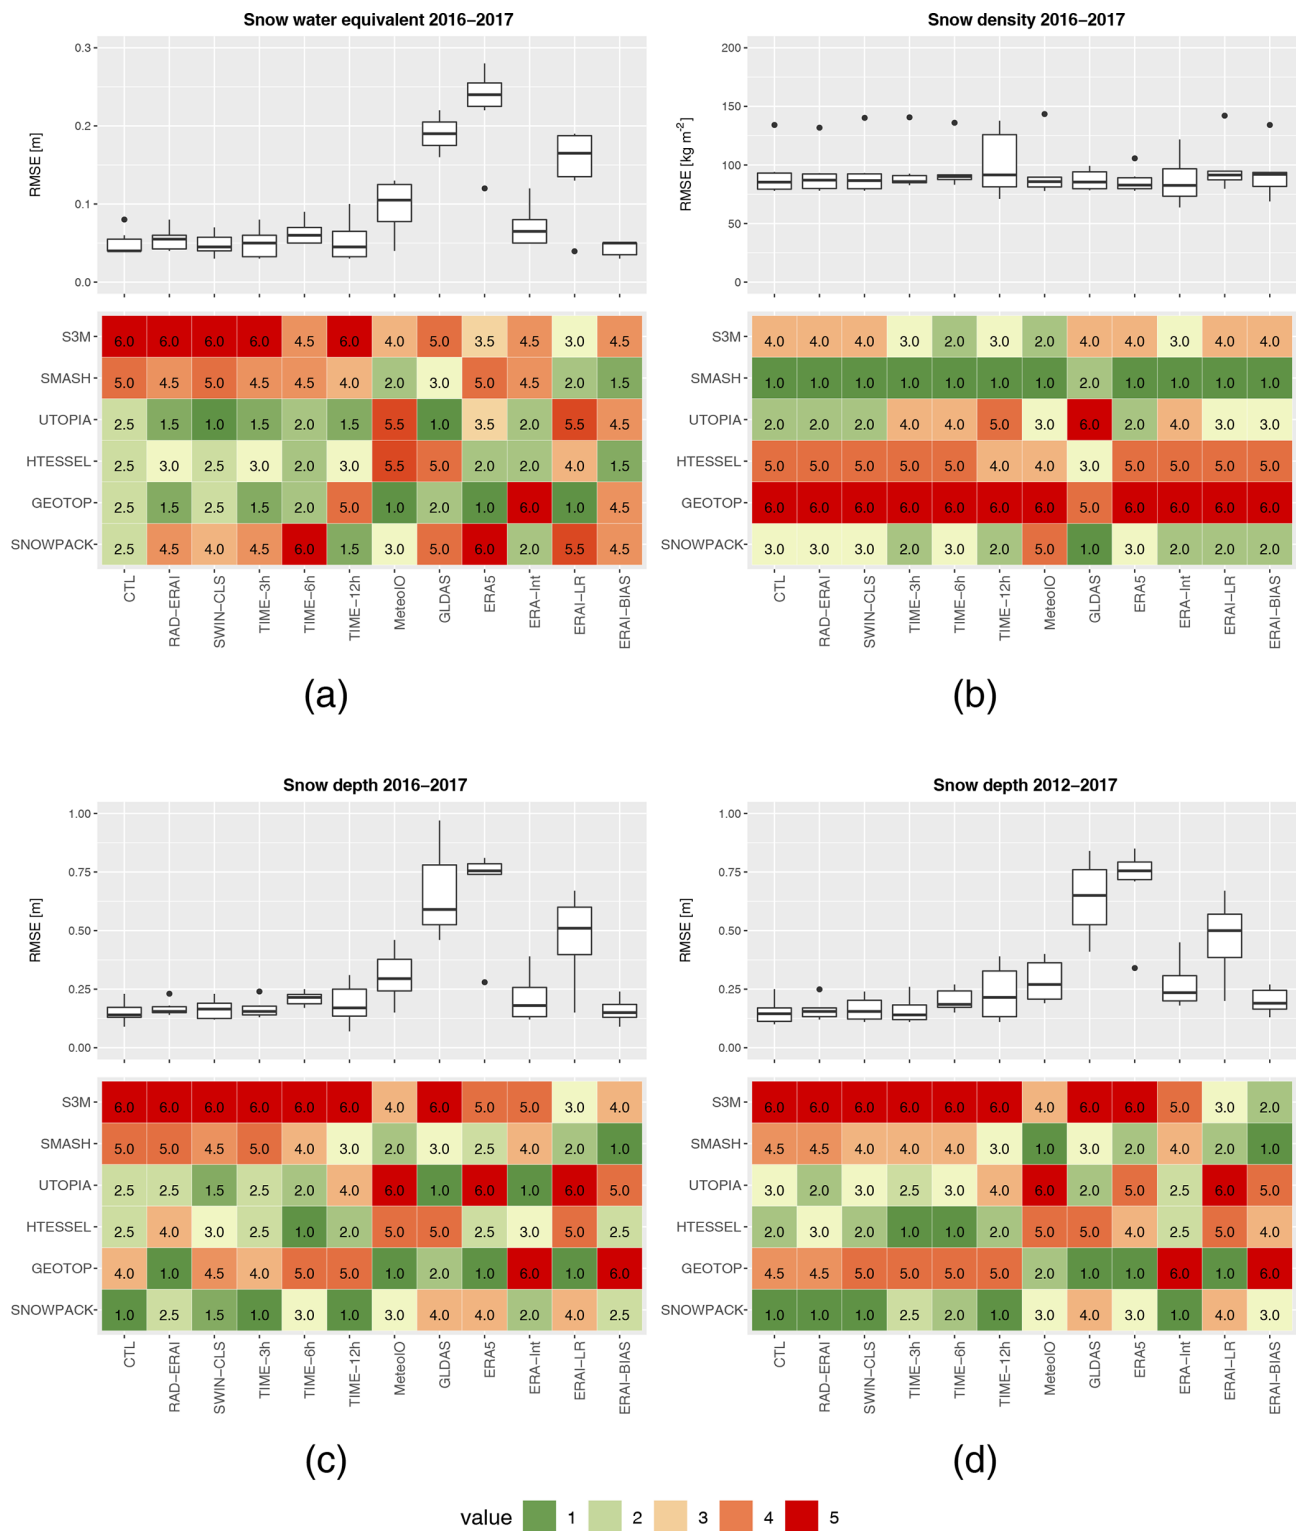 Snow water equivalent 2016−2017
0.3
0.2
0.1
0.0
RMSE [m]
S3M 6.0 6.0 6.0 6.0 4.5 6.0 4.0 5.0 3.5 4.5 3.0 4.5
SMASH 5.0 4.5 5.0 4.5 4.5 4.0 2.0 3.0 5.0 4.5 2.0 1.5
UTOPIA 2.5 1.5 1.0 1.5 2.0 1.5 5.5 1.0 3.5 2.0 5.5 4.5
HTESSEL 2.5 3.0 2.5 3.0 2.0 3.0 5.5 5.0 2.0 2.0 4.0 1.5
GEOTOP 2.5 1.5 2.5 1.5 2.0 5.0 1.0 2.0 1.0 6.0 1.0 4.5
SNOWPACK 2.5 4.5 4.0 4.5 6.0 1.5 3.0 5.0 6.0 2.0 5.5 4.5
CTL RAD−ERAI SWIN−CLS TIME−3h TIME−6h TIME−12h MeteoIO GLDAS ERA5 ERA−Int ERAI−LR ERAI−BIAS
(a)
Snow density 2016−2017
200
150
100
50
0
RMSE [kg m⁻²]
S3M 4.0 4.0 4.0 3.0 2.0 3.0 2.0 4.0 4.0 3.0 4.0 4.0
SMASH 1.0 1.0 1.0 1.0 1.0 1.0 1.0 2.0 1.0 1.0 1.0 1.0
UTOPIA 2.0 2.0 2.0 4.0 4.0 5.0 3.0 6.0 2.0 4.0 3.0 3.0
HTESSEL 5.0 5.0 5.0 5.0 5.0 4.0 4.0 3.0 5.0 5.0 5.0 5.0
GEOTOP 6.0 6.0 6.0 6.0 6.0 6.0 6.0 5.0 6.0 6.0 6.0 6.0
SNOWPACK 3.0 3.0 3.0 2.0 3.0 2.0 5.0 1.0 3.0 2.0 2.0 2.0
CTL RAD−ERAI SWIN−CLS TIME−3h TIME−6h TIME−12h MeteoIO GLDAS ERA5 ERA−Int ERAI−LR ERAI−BIAS
(b)
Snow depth 2016−2017
1.00
0.75
0.50
0.25
0.00
RMSE [m]
S3M 6.0 6.0 6.0 6.0 6.0 6.0 4.0 6.0 5.0 5.0 3.0 4.0
SMASH 5.0 5.0 4.5 5.0 4.0 3.0 2.0 3.0 2.5 4.0 2.0 1.0
UTOPIA 2.5 2.5 1.5 2.5 2.0 4.0 6.0 1.0 6.0 1.0 6.0 5.0
HTESSEL 2.5 4.0 3.0 2.5 1.0 2.0 5.0 5.0 2.5 3.0 5.0 2.5
GEOTOP 4.0 1.0 4.5 4.0 5.0 5.0 1.0 2.0 1.0 6.0 1.0 6.0
SNOWPACK 1.0 2.5 1.5 1.0 3.0 1.0 3.0 4.0 4.0 2.0 4.0 2.5
CTL RAD−ERAI SWIN−CLS TIME−3h TIME−6h TIME−12h MeteoIO GLDAS ERA5 ERA−Int ERAI−LR ERAI−BIAS
(c)
Snow depth 2012−2017
1.00
0.75
0.50
0.25
0.00
RMSE [m]
S3M 6.0 6.0 6.0 6.0 6.0 6.0 4.0 6.0 6.0 5.0 3.0 2.0
SMASH 4.5 4.5 4.0 4.0 4.0 3.0 1.0 3.0 2.0 4.0 2.0 1.0
UTOPIA 3.0 2.0 3.0 2.5 3.0 4.0 6.0 2.0 5.0 2.5 6.0 5.0
HTESSEL 2.0 3.0 2.0 1.0 1.0 2.0 5.0 5.0 4.0 2.5 5.0 4.0
GEOTOP 4.5 4.5 5.0 5.0 5.0 5.0 2.0 1.0 1.0 6.0 1.0 6.0
SNOWPACK 1.0 1.0 1.0 2.5 2.0 1.0 3.0 4.0 3.0 1.0 4.0 3.0
CTL RAD−ERAI SWIN−CLS TIME−3h TIME−6h TIME−12h MeteoIO GLDAS ERA5 ERA−Int ERAI−LR ERAI−BIAS
(d)
value 1 2 3 4 5